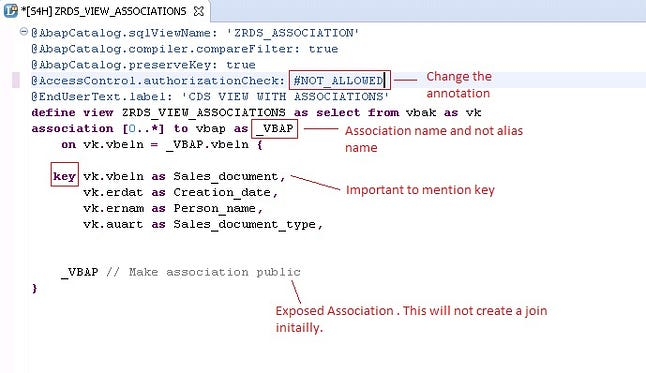 *[S4H] ZRDS_VIEW_ASSOCIATIONS
@AbapCatalog.sqlViewName: 'ZRDS_ASSOCIATION'
@AbapCatalog.compiler.compareFilter: true
@AbapCatalog.preserveKey: true
@AccessControl.authorizationCheck: #NOT_ALLOWED
Change the
annotation
@EndUserText.label: 'CDS VIEW WITH ASSOCIATIONS'
define view ZRDS_VIEW_ASSOCIATIONS as select from vbak as vk
association [0..*] to vbap as _VBAP
Association name and not alias
name
on vk.vbeln = _VBAP.vbeln {
key vk.vbeln as Sales_document,
Important to mention key
vk.erdat as Creation_date,
vk.ernam as Person_name,
vk.auart as Sales_document_type,
_VBAP // Make association public
}
Exposed Association . This will not create a join
initailly.